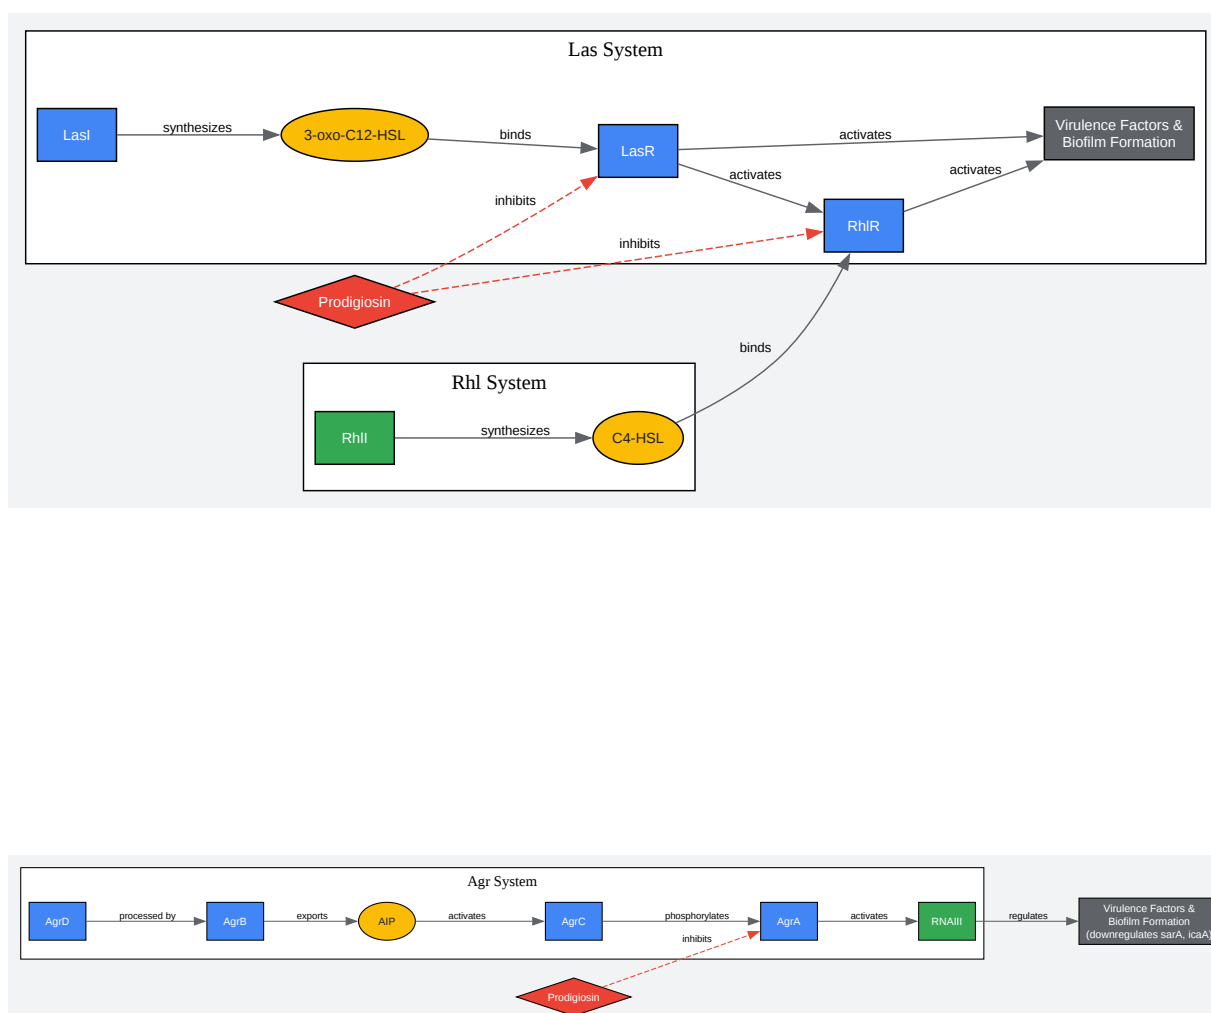 Las System
LasI
synthesizes
3-oxo-C12-HSL
binds
LasR
activates
Virulence Factors &
Biofilm Formation
activates
activates
inhibits
RhlR
inhibits
Prodigiosin
binds
Rhl System
RhlI
synthesizes
C4-HSL
Agr System
AgrD
processed by
AgrB
exports
AIP
activates
AgrC
phosphorylates
AgrA
activates
RNAIII
regulates
Virulence Factors &
Biofilm Formation
(downregulates sarA, icaA)
inhibits
Prodigiosin